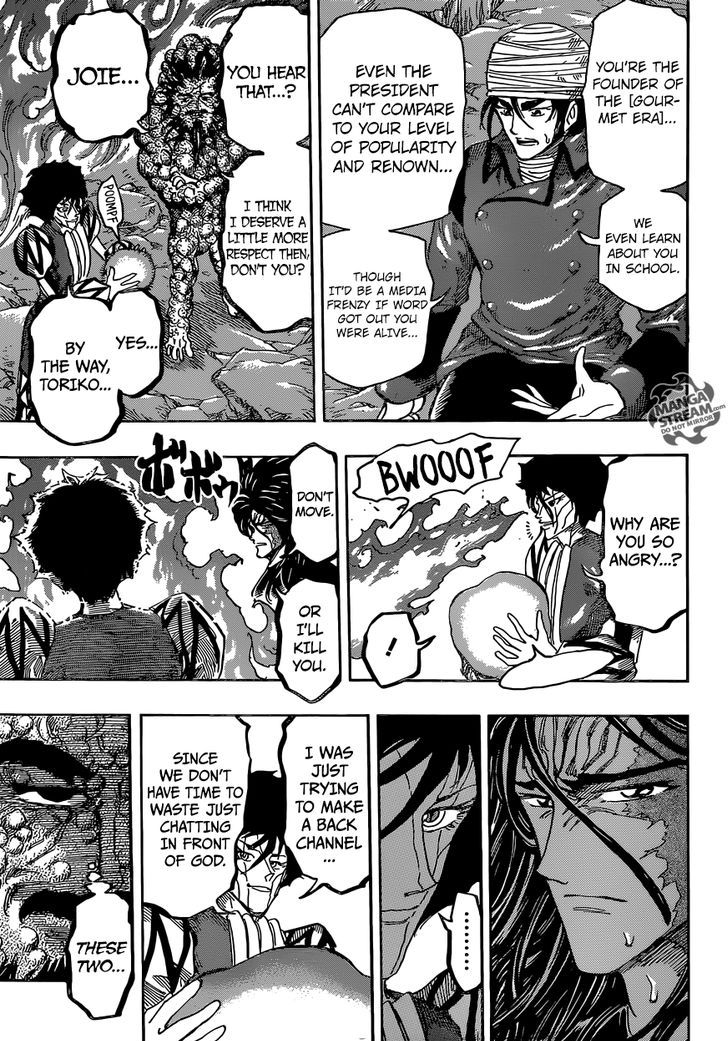 YOU'RE THE
FOUNDER OF
THE [GOUR-
MET ERA]...
EVEN THE
PRESIDENT
CAN'T COMPARE
TO YOUR LEVEL
OF POPULARITY
AND RENOWN...
WE
EVEN LEARN
ABOUT YOU
IN SCHOOL.
THOUGH
IT'D BE A MEDIA
FRENZY IF WORD
GOT OUT YOU
WERE ALIVE...
MANGA
STREAM.com
DO NOT MIRROR
YOU HEAR
THAT...?
JOIE...
I THINK
I DESERVE A
LITTLE MORE
RESPECT THEN,
DON'T YOU?
PWOMPF
YES...
BY
THE WAY,
TORIKO...
BWOOOF
WHY ARE
YOU SO
ANGRY...?
!
ボボウ
DON'T
MOVE.
OR
I'LL
KILL
YOU.
.........
I WAS
JUST
TRYING
TO MAKE
A BACK
CHANNEL
...
SINCE
WE DON'T
HAVE TIME TO
WASTE JUST
CHATTING
IN FRONT
OF GOD.
THESE
TWO...